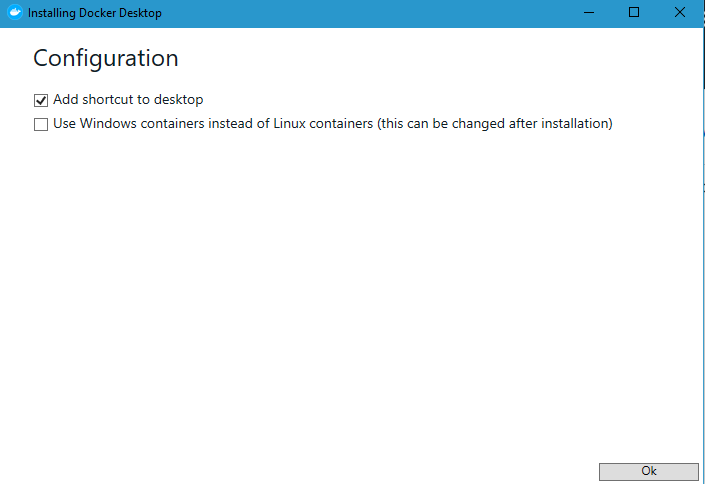 Installing Docker Desktop
Configuration
Add shortcut to desktop
Use Windows containers instead of Linux containers (this can be changed after installation)
Ok